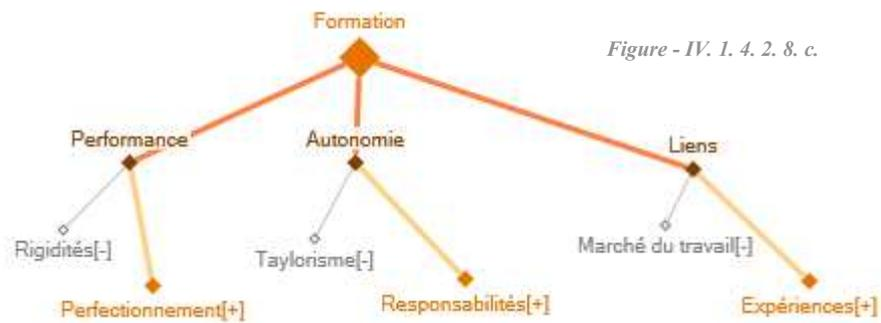 Formation
Figure - IV. 1. 4. 2. 8. c.
Performance
Autonomie
Liens
Rigidités[-]
Taylorisme[-]
Marché du travail[-]
Perfectionnement[+]
Responsabilités[+]
Expériences[+]